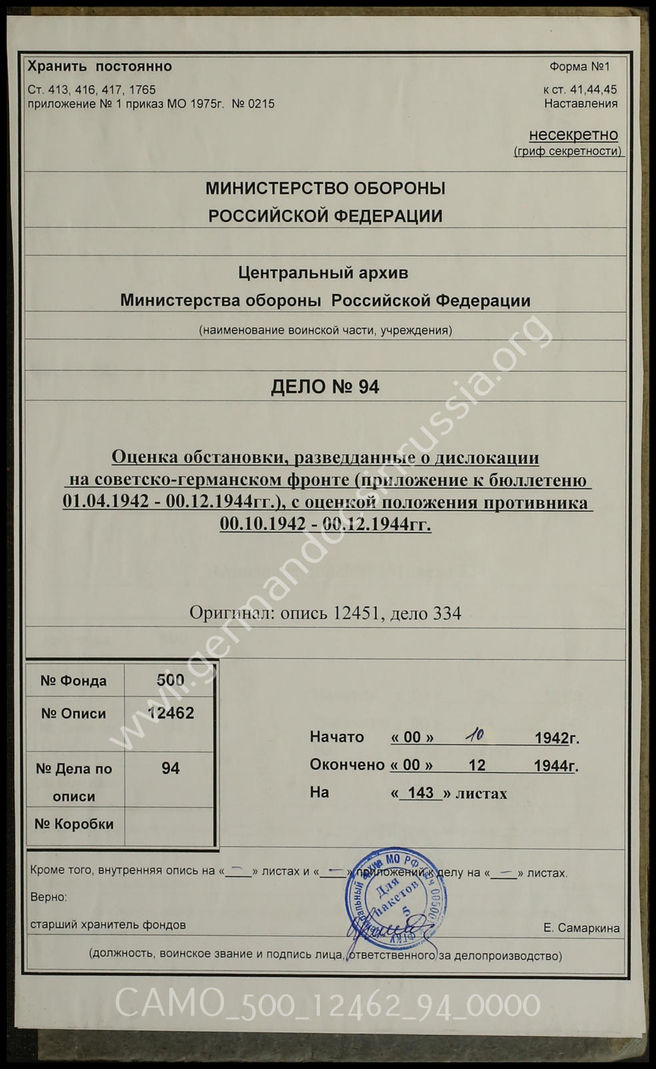 Хранить постоянно
Форма №1
Ст. 413, 416, 417, 1765
к ст. 41,44,45
приложение № 1 приказ МО 1975г. № 0215
Наставления
несекретно
(гриф секретности)
МИНИСТЕРСТВО ОБОРОНЫ
РОССИЙСКОЙ ФЕДЕРАЦИИ
Центральный архив
Министерства обороны Российской Федерации
(наименование воинской части, учреждения)
ДЕЛО № 94
Оценка обстановки, разведданные о дислокации
на советско-германском фронте (приложение к бюллетеню
01.04.1942 - 00.12.1944гг.), с оценкой положения противника
00.10.1942 - 00.12.1944гг.
Оригинал: опись 12451, дело 334
№ Фонда 500
№ Описи 12462
№ Дела по описи 94
№ Коробки
Начато « 00 » 10 1942г.
Окончено « 00 » 12 1944г.
На « 143 » листах
Кроме того, внутренняя опись на «—» листах и «—» приложений к делу на «—» листах.
Верно:
старший хранитель фондов
Е. Самаркина
(должность, воинское звание и подпись лица, ответственного за делопроизводство)
Для
пакетов
5
www.germandocsinrussia.org
CAMO_500_12462_94_0000